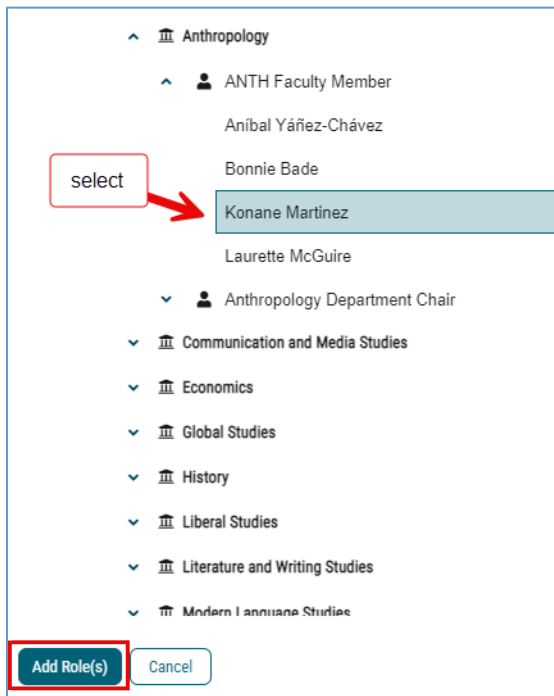 Anthropology
ANTH Faculty Member
Aníbal Yáñez-Chávez
Bonnie Bade
select
Konane Martinez
Laurette McGuire
Anthropology Department Chair
Communication and Media Studies
Economics
Global Studies
History
Liberal Studies
Literature and Writing Studies
Modern Language Studies
Add Role(s) Cancel